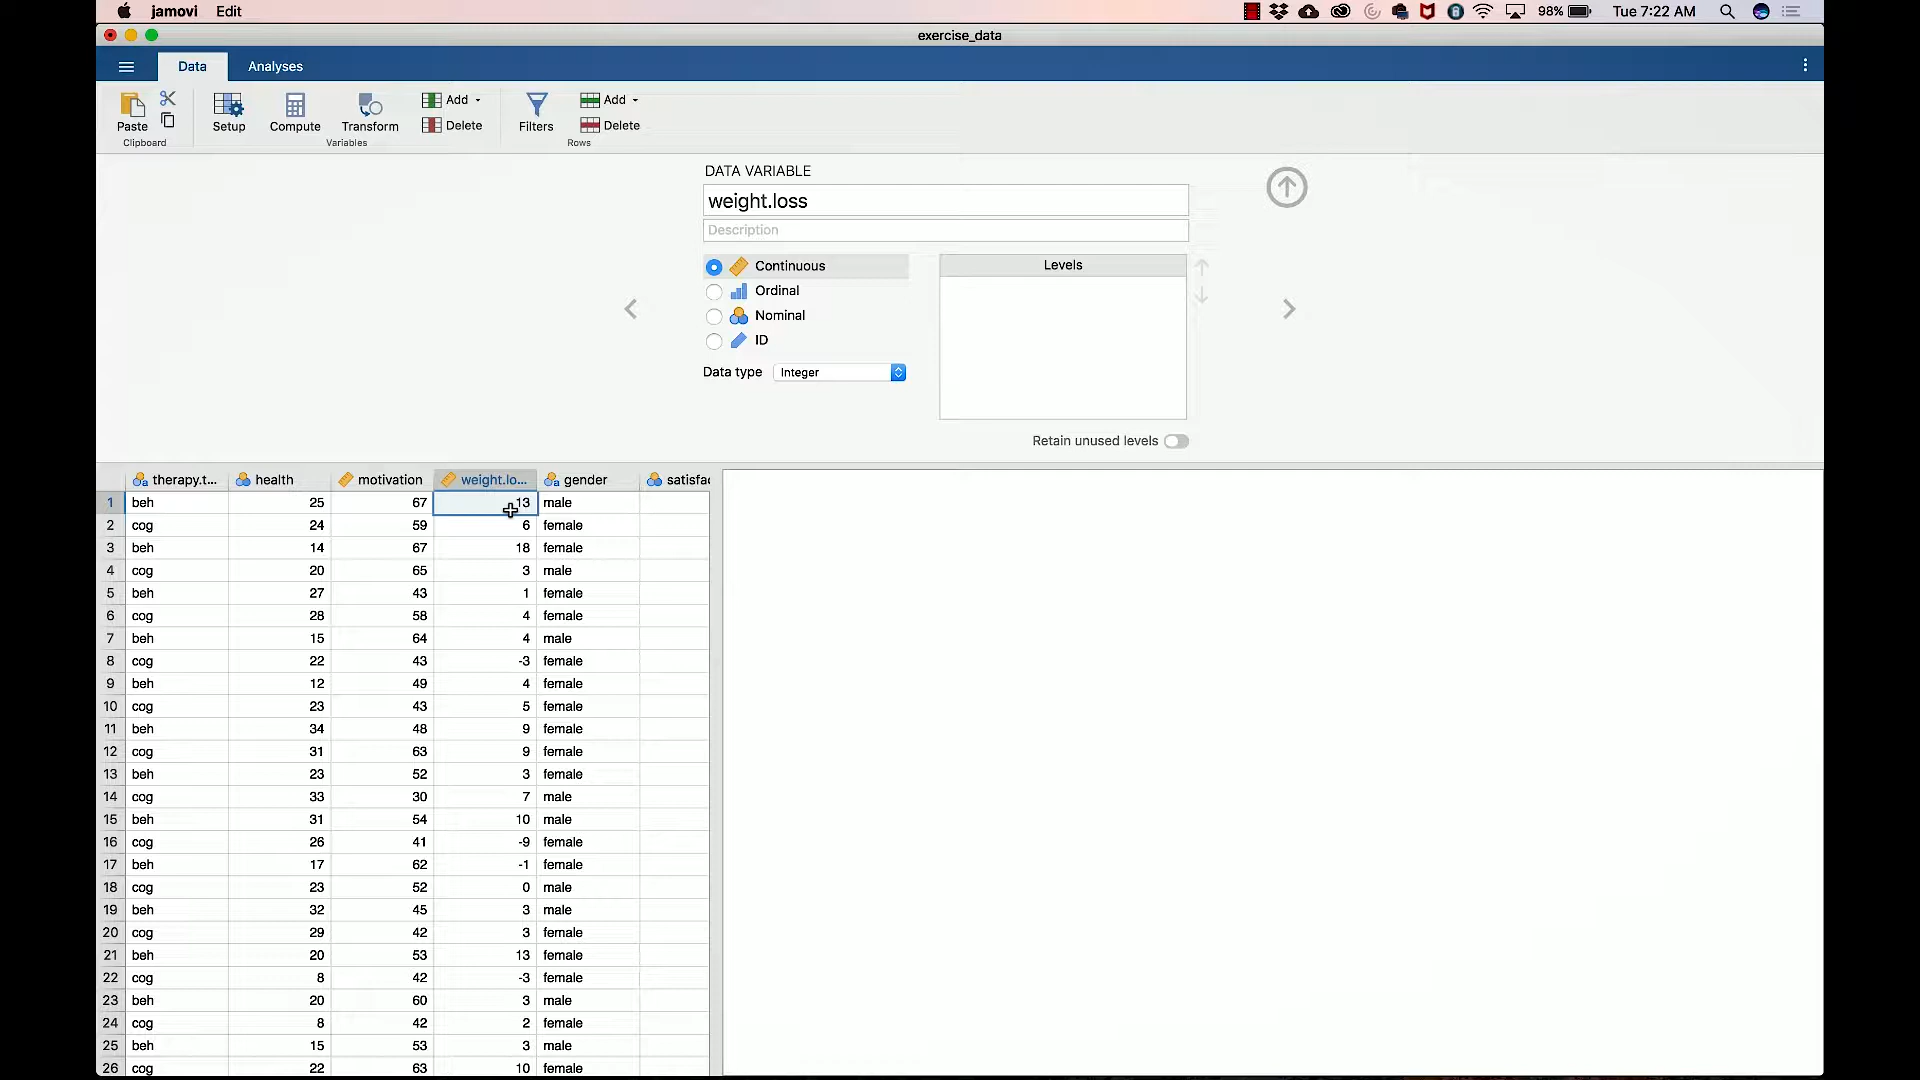 jamovi Edit 98% Tue 7:22 AM
exercise_data
Data Analyses
Paste Setup Compute Transform Add Delete Filters Add Delete
Clipboard Variables Rows
DATA VARIABLE
weight.loss
Description
Continuous
Ordinal
Nominal
ID
Data type Integer
Levels
Retain unused levels
therapy.t... health motivation weight.lo... gender satisfac
1 beh 25 67 13 male
2 cog 24 59 6 female
3 beh 14 67 18 female
4 cog 20 65 3 male
5 beh 27 43 1 female
6 cog 28 58 4 female
7 beh 15 64 4 male
8 cog 22 43 -3 female
9 beh 12 49 4 female
10 cog 23 43 5 female
11 beh 34 48 9 female
12 cog 31 63 9 female
13 beh 23 52 3 female
14 cog 33 30 7 male
15 beh 31 54 10 male
16 cog 26 41 -9 female
17 beh 17 62 -1 female
18 cog 23 52 0 male
19 beh 32 45 3 male
20 cog 29 42 3 female
21 beh 20 53 13 female
22 cog 8 42 -3 female
23 beh 20 60 3 male
24 cog 8 42 2 female
25 beh 15 53 3 male
26 cog 22 63 10 female